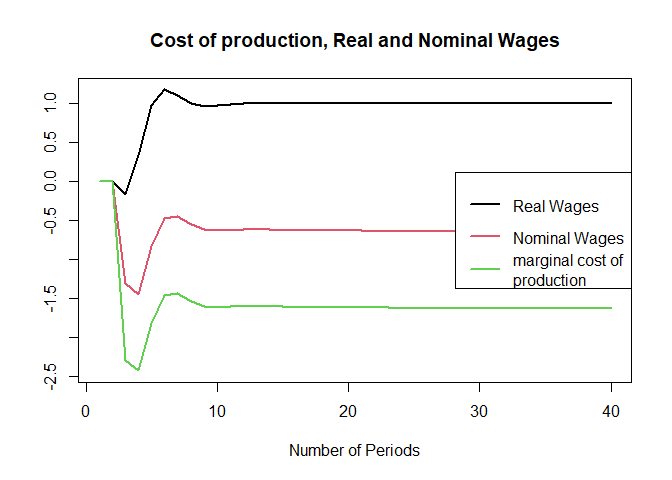 Cost of production, Real and Nominal Wages
1.0
0.5
0.0
-0.5
-1.5
-2.5
Real Wages
Nominal Wages
marginal cost of
production
0 10 20 30 40
Number of Periods